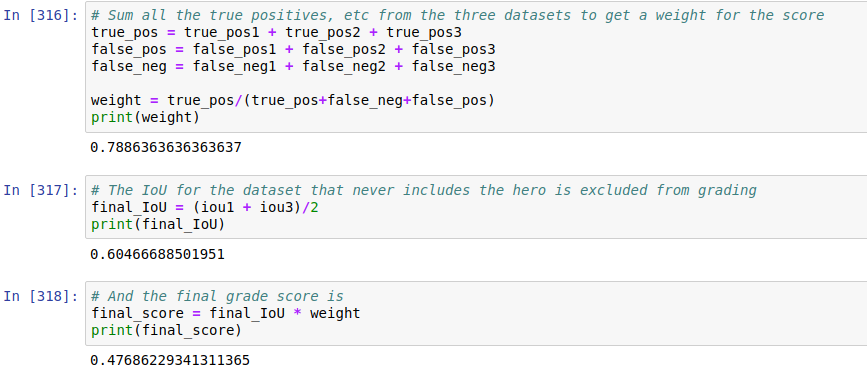 In [316]:
# Sum all the true positives, etc from the three datasets to get a weight for the score
true_pos = true_pos1 + true_pos2 + true_pos3
false_pos = false_pos1 + false_pos2 + false_pos3
false_neg = false_neg1 + false_neg2 + false_neg3
weight = true_pos/(true_pos+false_neg+false_pos)
print(weight)
0.7886363636363637
In [317]:
# The IoU for the dataset that never includes the hero is excluded from grading
final_IoU = (iou1 + iou3)/2
print(final_IoU)
0.60466688501951
In [318]:
# And the final grade score is
final_score = final_IoU * weight
print(final_score)
0.47686229341311365